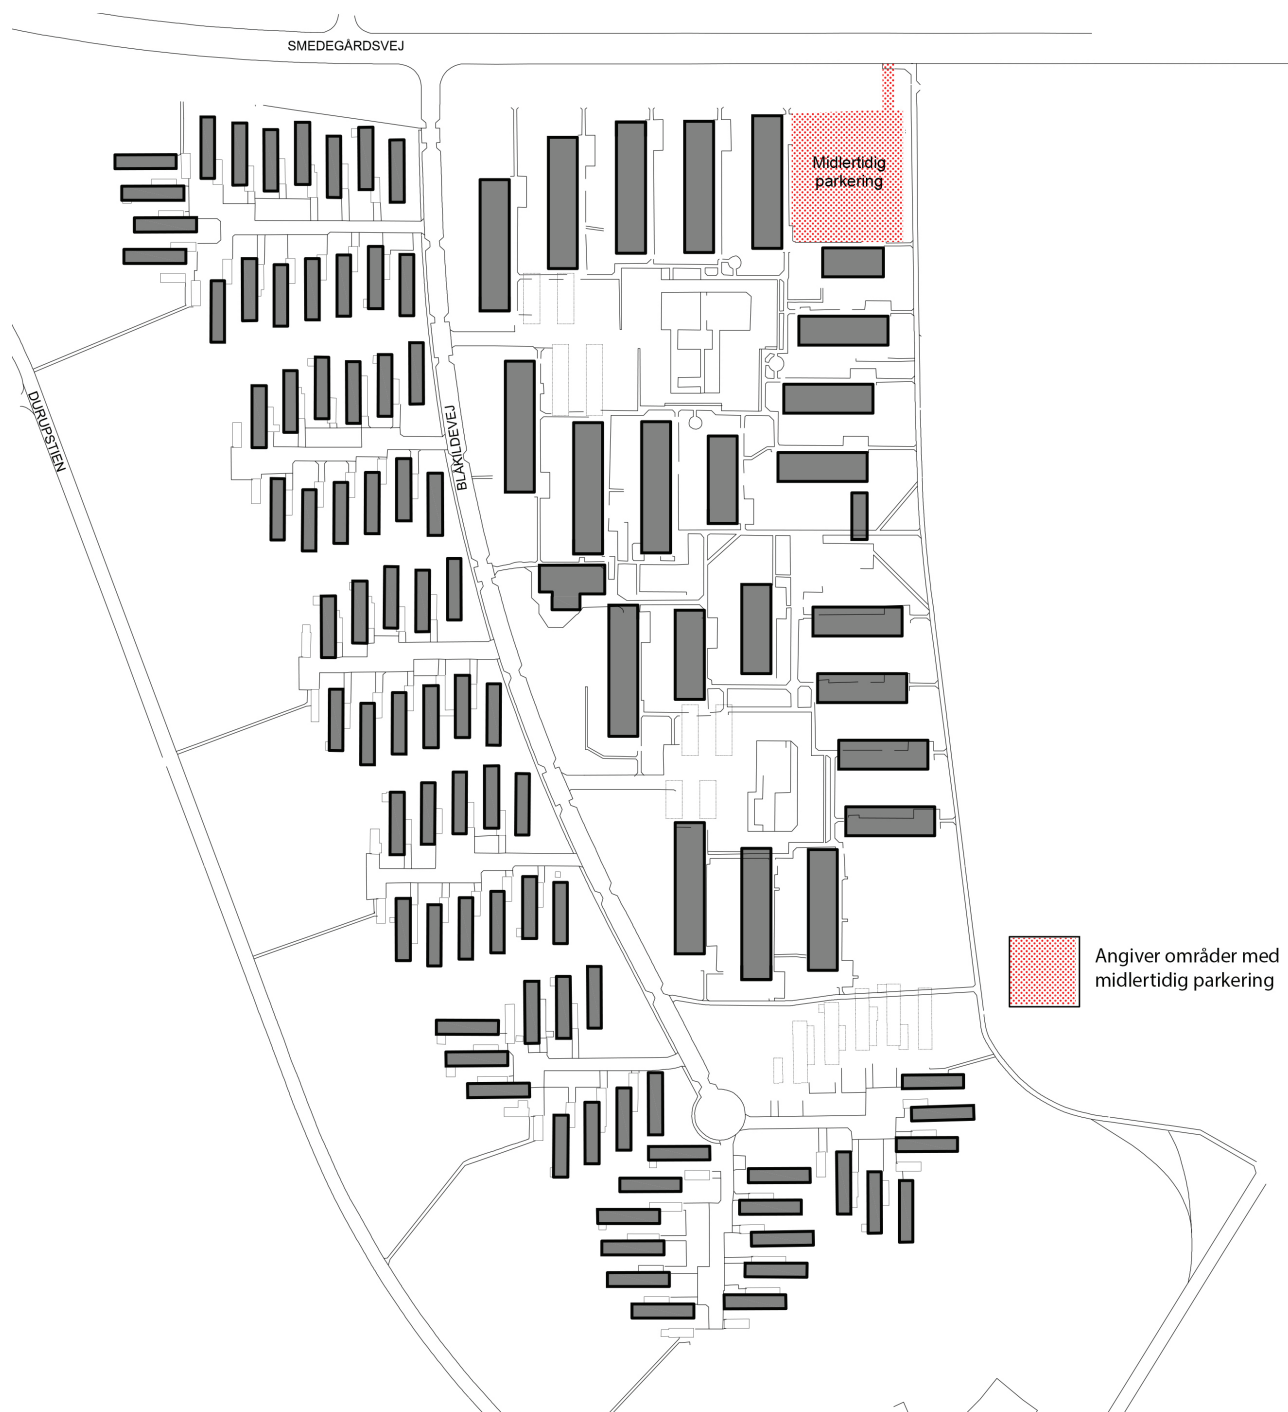 SMEDEGÅRDSVEJ
Midlertidig
parkering
DURUPSTIEN
BLÅKILDEVEJ
Angiver områder med
midlertidig parkering